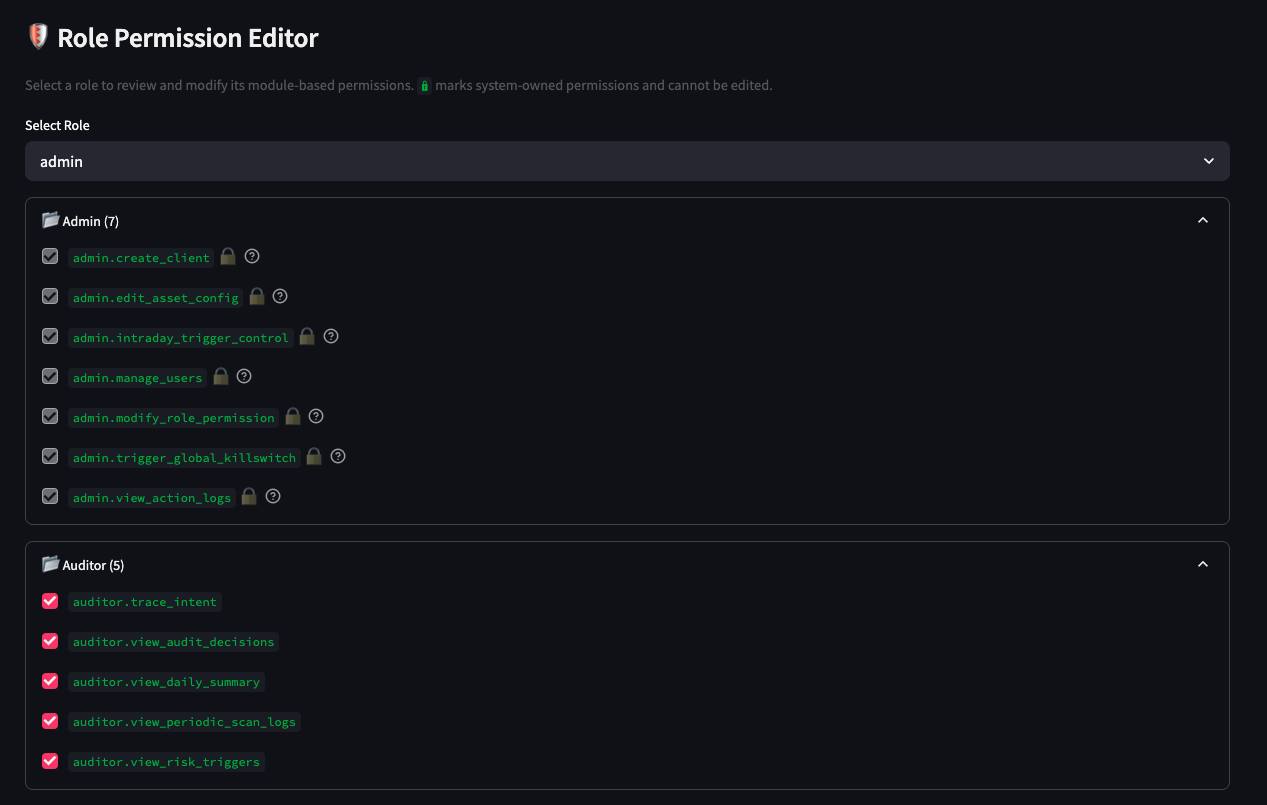 Role Permission Editor
Select a role to review and modify its module-based permissions. 🔒 marks system-owned permissions and cannot be edited.
Select Role
admin
Admin (7)
admin.create_client
admin.edit_asset_config
admin.intraday_trigger_control
admin.manage_users
admin.modify_role_permission
admin.trigger_global_killswitch
admin.view_action_logs
Auditor (5)
auditor.trace_intent
auditor.view_audit_decisions
auditor.view_daily_summary
auditor.view_periodic_scan_logs
auditor.view_risk_triggers